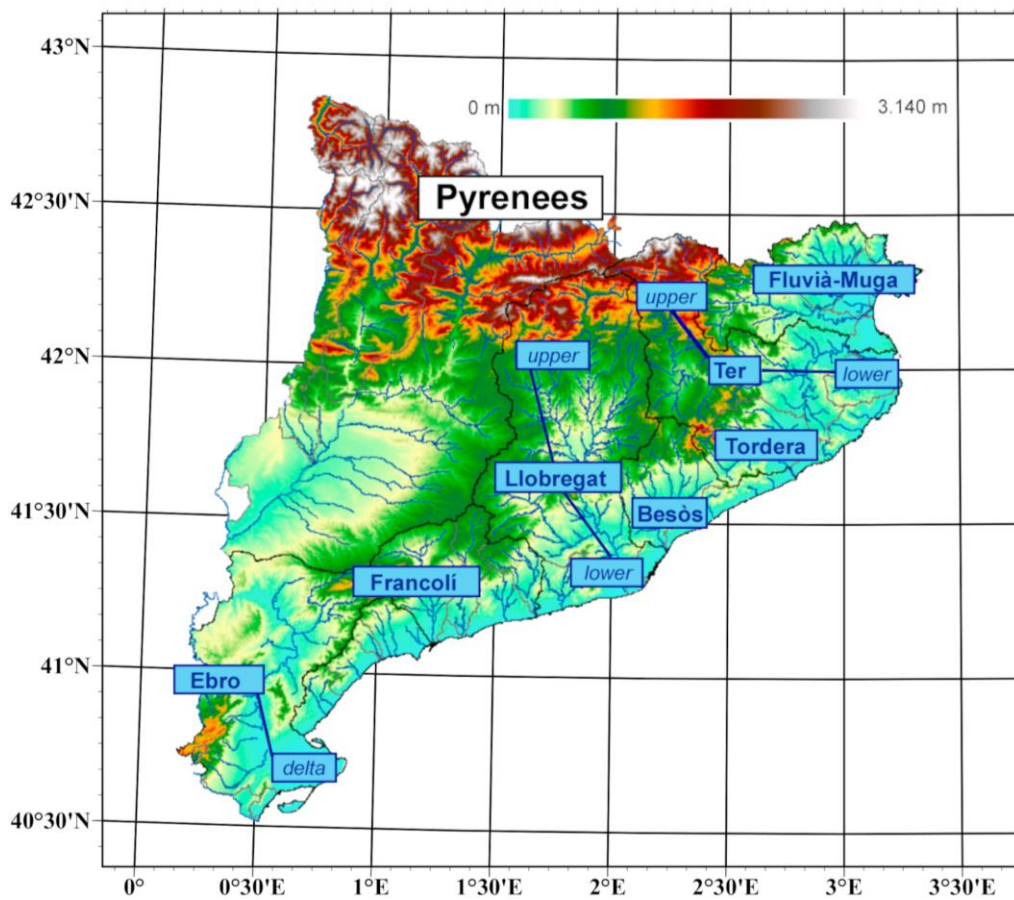 43°N
0 m
3.140 m
42°30'N
Pyrenees
Fluvià-Muga
upper
42°N
upper
Ter
lower
Tordera
Llobregat
41°30'N
Besòs
lower
Francolí
41°N
Ebro
delta
40°30'N
0°
0°30'E
1°E
1°30'E
2°E
2°30'E
3°E
3°30'E